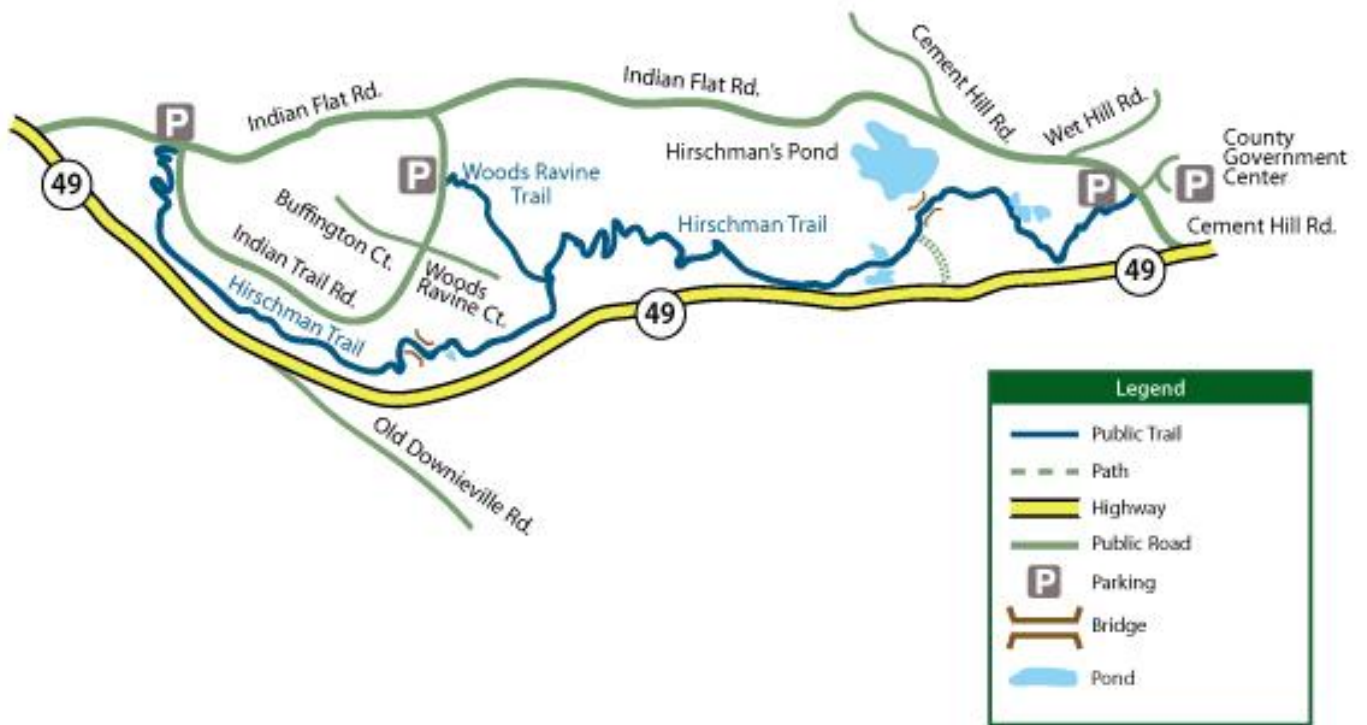 Cement Hill Rd.
Indian Flat Rd.
Indian Flat Rd.
Wet Hill Rd.
P
49
P
Woods Ravine
Trail
Buffington Ct.
Indian Trail Rd.
Woods
Ravine Ct.
Hirschman Trail
Hirschman's Pond
Hirschman Trail
P
P
County
Government
Center
Cement Hill Rd.
49
49
Old Downieville Rd.
Legend
Public Trail
Path
Highway
Public Road
P
Parking
Bridge
Pond